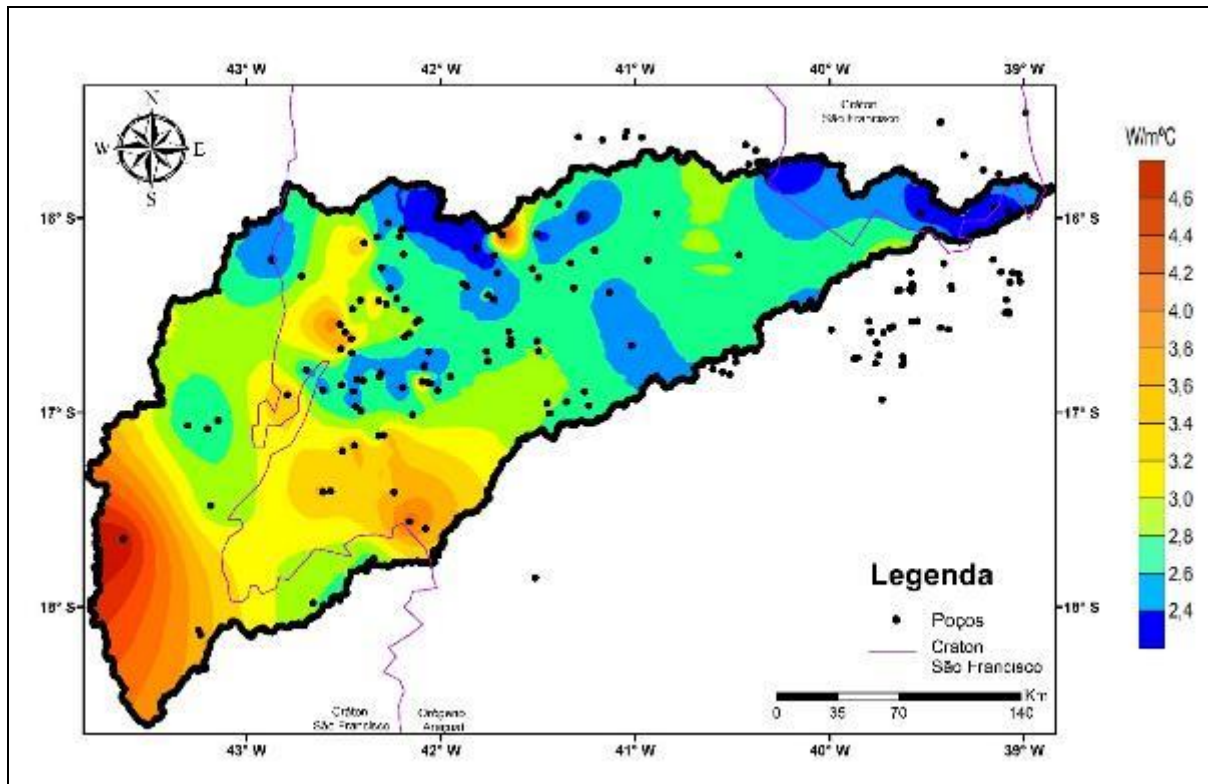 43° W 42° W 41° W 40° W 39° W
N
W E
S
Cráton
São Francisco
W/mºC
4,6
4,4
4,2
4,0
3,8
3,6
3,4
3,2
3,0
2,8
2,6
2,4
16° S 16° S
17° S 17° S
18° S 18° S
Legenda
Poços
Craton
São Francisco
Km
0 35 70 140
Cráton
São Francisco
Orógeno
Araçuaí
43° W 42° W 41° W 40° W 39° W